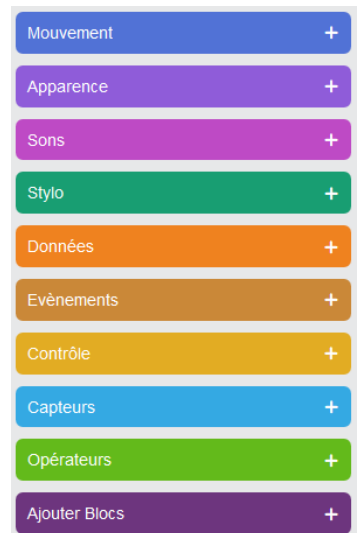 Mouvement +
Apparence +
Sons +
Stylo +
Données +
Evènements +
Contrôle +
Capteurs +
Opérateurs +
Ajouter Blocs +